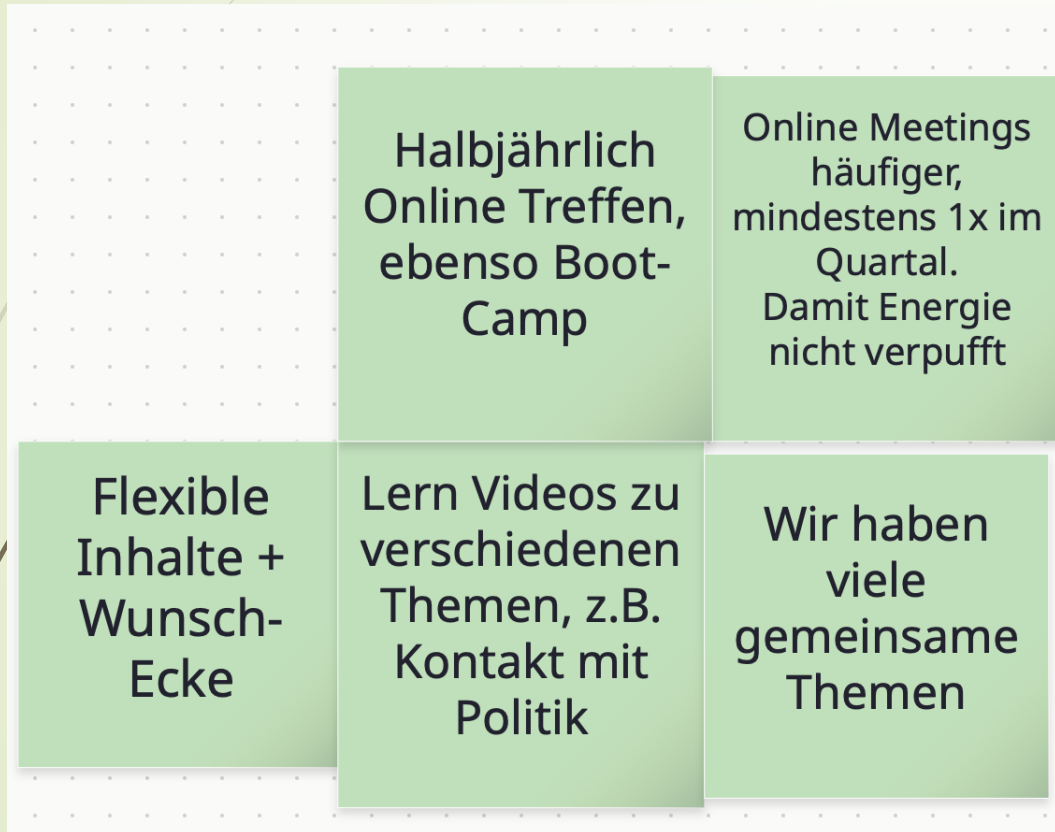 Halbjährlich
Online Treffen,
ebenso Boot-
Camp
Online Meetings
häufiger,
mindestens 1x im
Quartal.
Damit Energie
nicht verpufft
Flexible
Inhalte +
Wunsch-
Ecke
Lern Videos zu
verschiedenen
Themen, z.B.
Kontakt mit
Politik
Wir haben
viele
gemeinsame
Themen